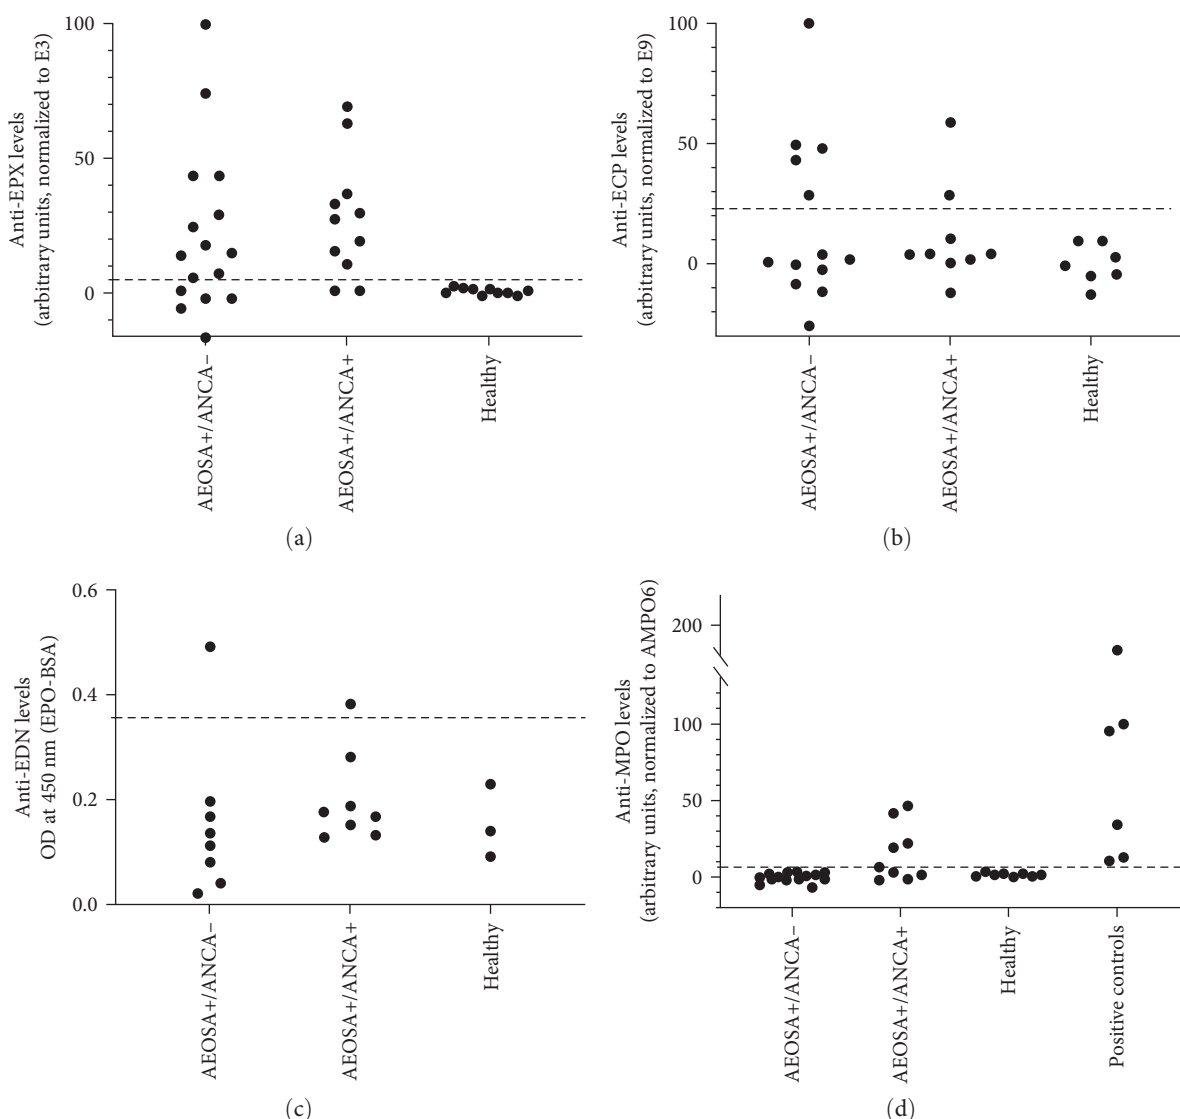 Anti-EPX levels
(arbitrary units, normalized to E3)
100
50
0
AEOSA+/ANCA−
AEOSA+/ANCA+
Healthy
(a)
Anti-ECP levels
(arbitrary units, normalized to E9)
100
50
0
AEOSA+/ANCA-
AEOSA+/ANCA+
Healthy
(b)
Anti-EDN levels
OD at 450 nm (EPO-BSA)
0.6
0.4
0.2
0.0
AEOSA+/ANCA−
AEOSA+/ANCA+
Healthy
(c)
Anti-MPO levels
(arbitrary units, normalized to AMPO6)
200
100
50
0
AEOSA+/ANCA−
AEOSA+/ANCA+
Healthy
Positive controls
(d)